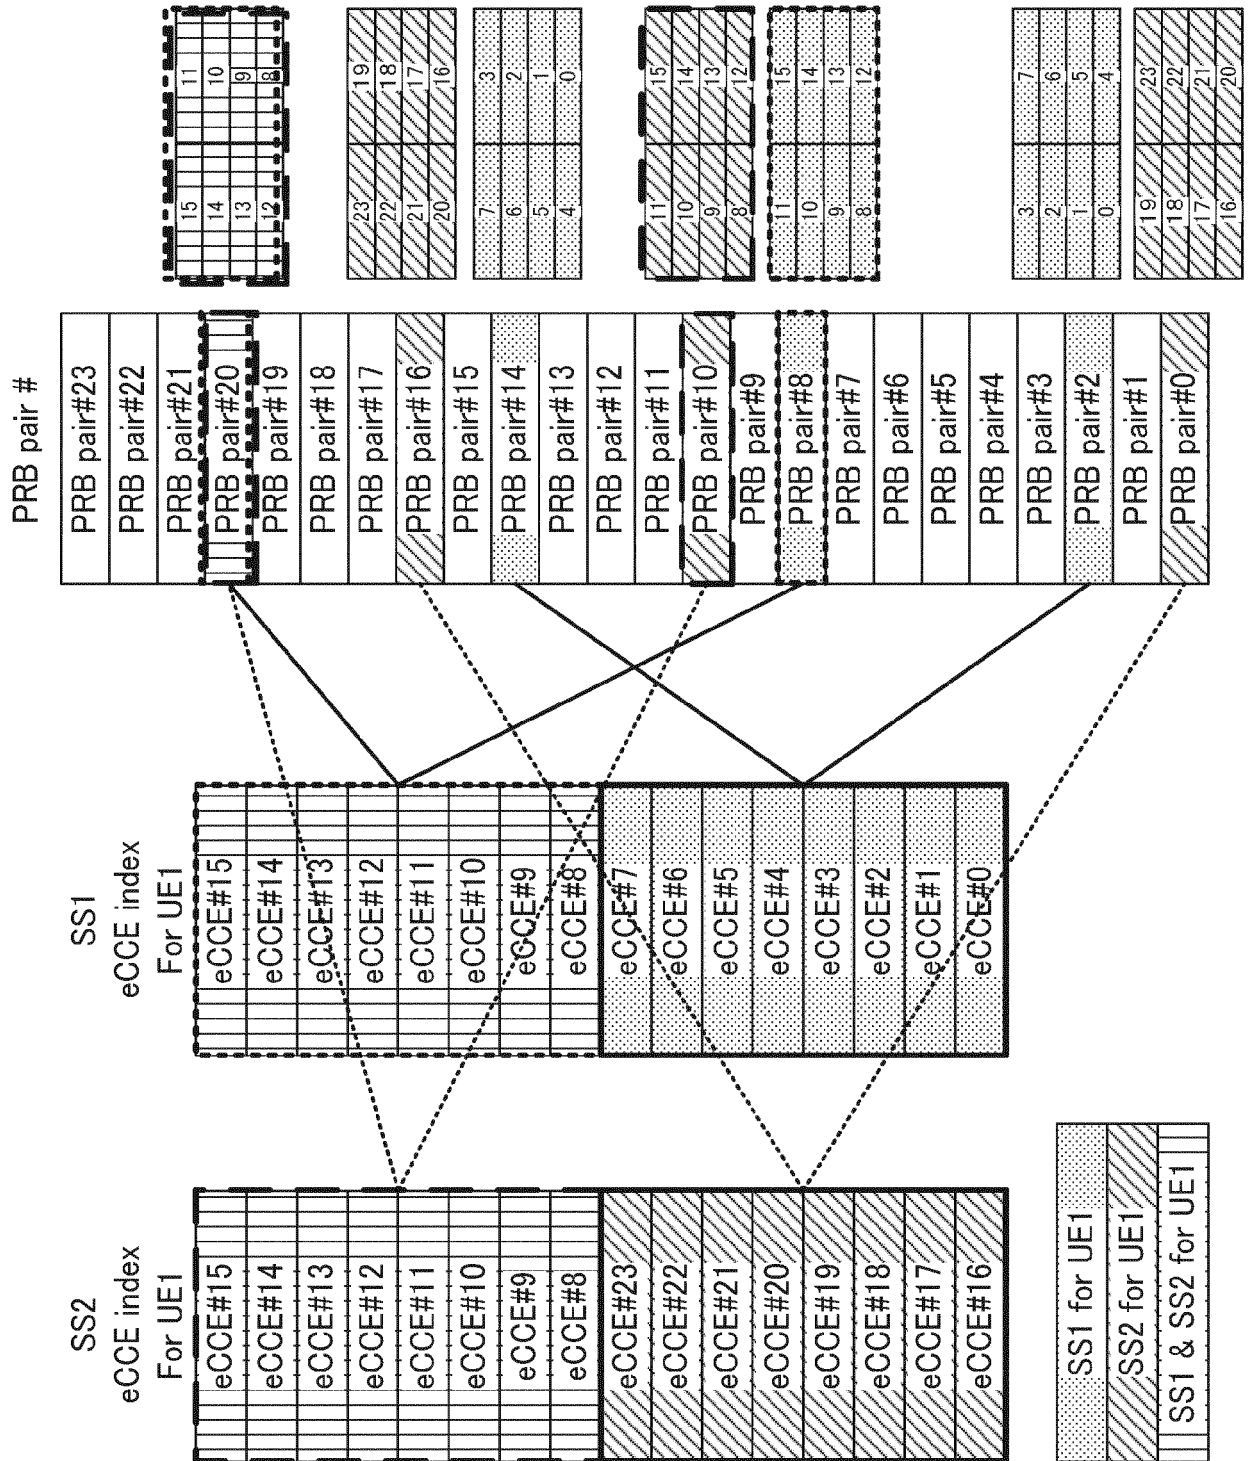 SS2
eCCE index
For UE1
eCCE#15
eCCE#14
eCCE#13
eCCE#12
eCCE#11
eCCE#10
eCCE#9
eCCE#8
eCCE#23
eCCE#22
eCCE#21
eCCE#20
eCCE#19
eCCE#18
eCCE#17
eCCE#16
SS1
eCCE index
For UE1
eCCE#15
eCCE#14
eCCE#13
eCCE#12
eCCE#11
eCCE#10
eCCE#9
eCCE#8
eCCE#7
eCCE#6
eCCE#5
eCCE#4
eCCE#3
eCCE#2
eCCE#1
eCCE#0
PRB pair #
PRB pair#23
PRB pair#22
PRB pair#21
PRB pair#20
PRB pair#19
PRB pair#18
PRB pair#17
PRB pair#16
PRB pair#15
PRB pair#14
PRB pair#13
PRB pair#12
PRB pair#11
PRB pair#10
PRB pair#9
PRB pair#8
PRB pair#7
PRB pair#6
PRB pair#5
PRB pair#4
PRB pair#3
PRB pair#2
PRB pair#1
PRB pair#0
15 11
14 10
13 9
12 8
23 19
22 18
21 17
20 16
7 3
6 2
5 1
4 0
11 15
10 14
9 13
8 12
11 15
10 14
9 13
8 12
3 7
2 6
1 5
0 4
19 23
18 22
17 21
16 20
SS1 for UE1
SS2 for UE1
SS1 & SS2 for UE1